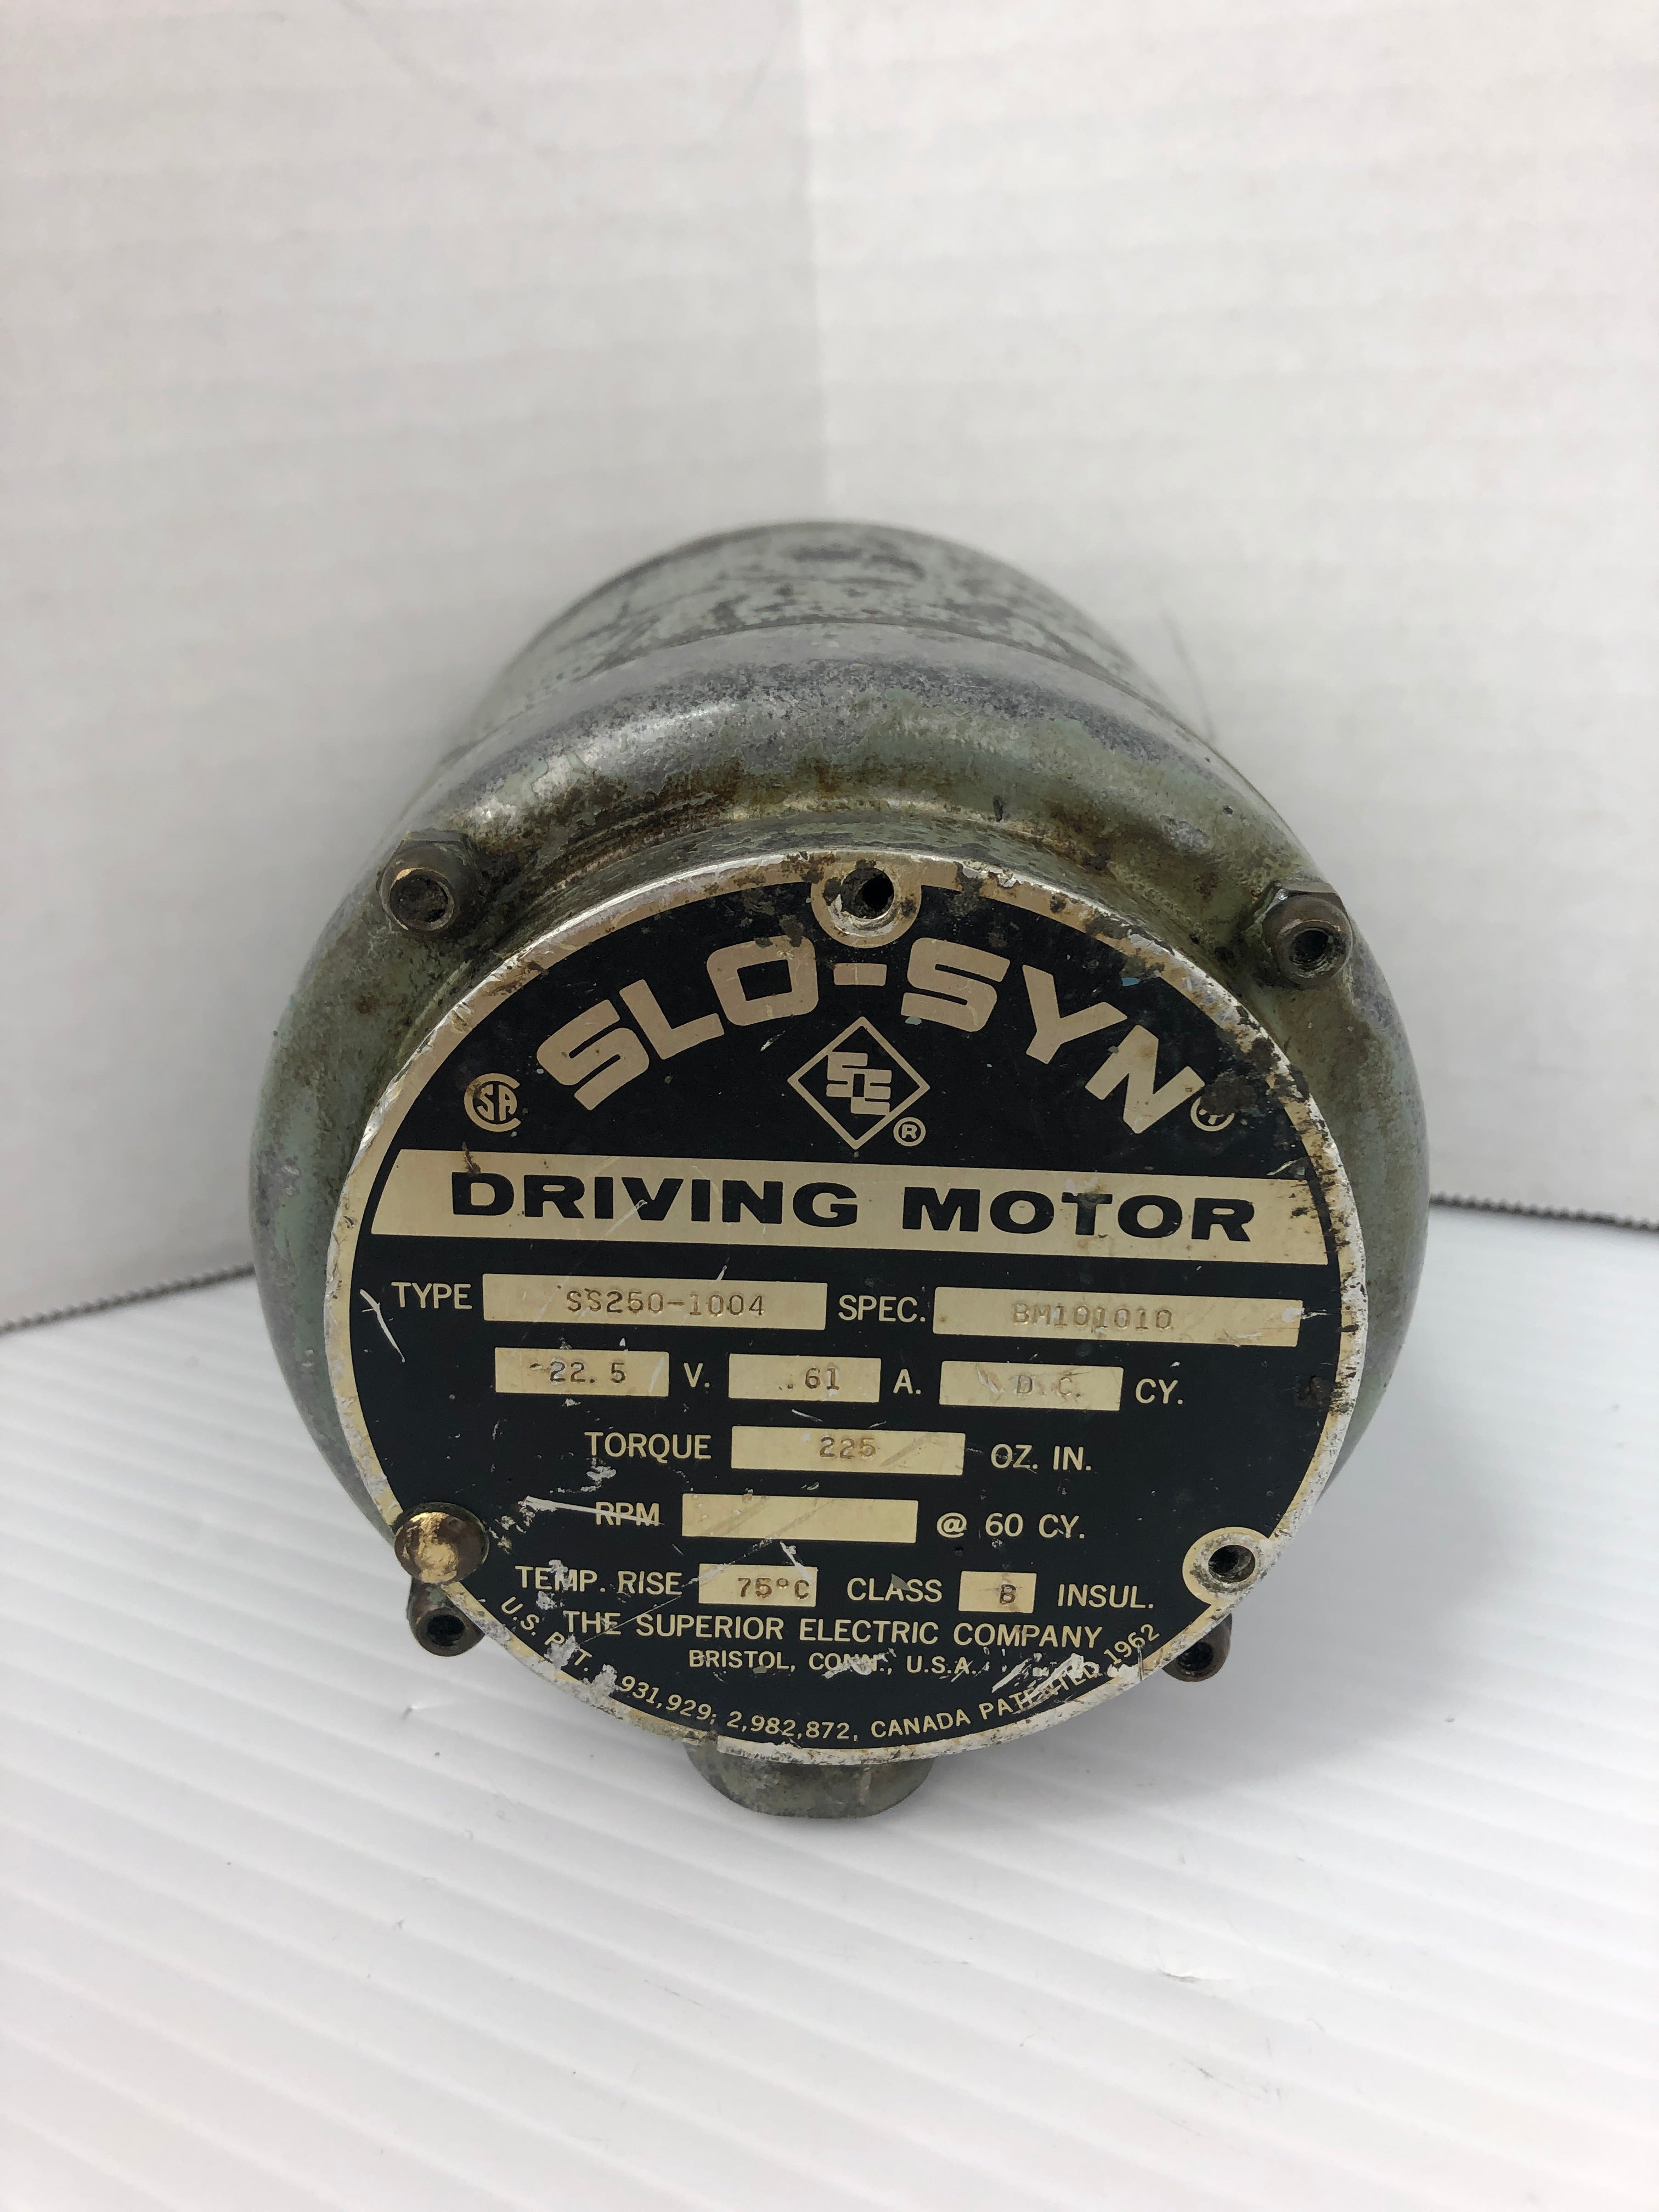 SLO-SYN ®
CSA
SE ®
DRIVING MOTOR
TYPE SS250-1004 SPEC. BM101010
22.5 V. .61 A. D.C. CY.
TORQUE 225 OZ. IN.
RPM @ 60 CY.
TEMP. RISE 75°C CLASS B INSUL.
THE SUPERIOR ELECTRIC COMPANY
BRISTOL, CONN., U.S.A.
U.S. PAT. 931,929; 2,982,872, CANADA PATENTED 1962